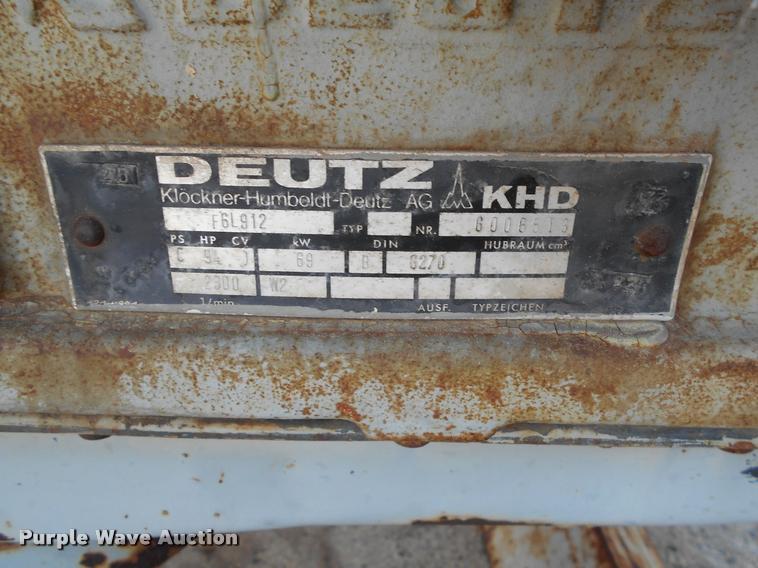 DEUTZ
KHD
Klöckner-Humboldt-Deutz AG
F6L912 TYP NR.
PS HP CV kW DIN HUBRAUM cm³
( 94 ) 69 B 6270
2300 W2
1/min AUSF. TYPZEICHEN
Purple Wave Auction